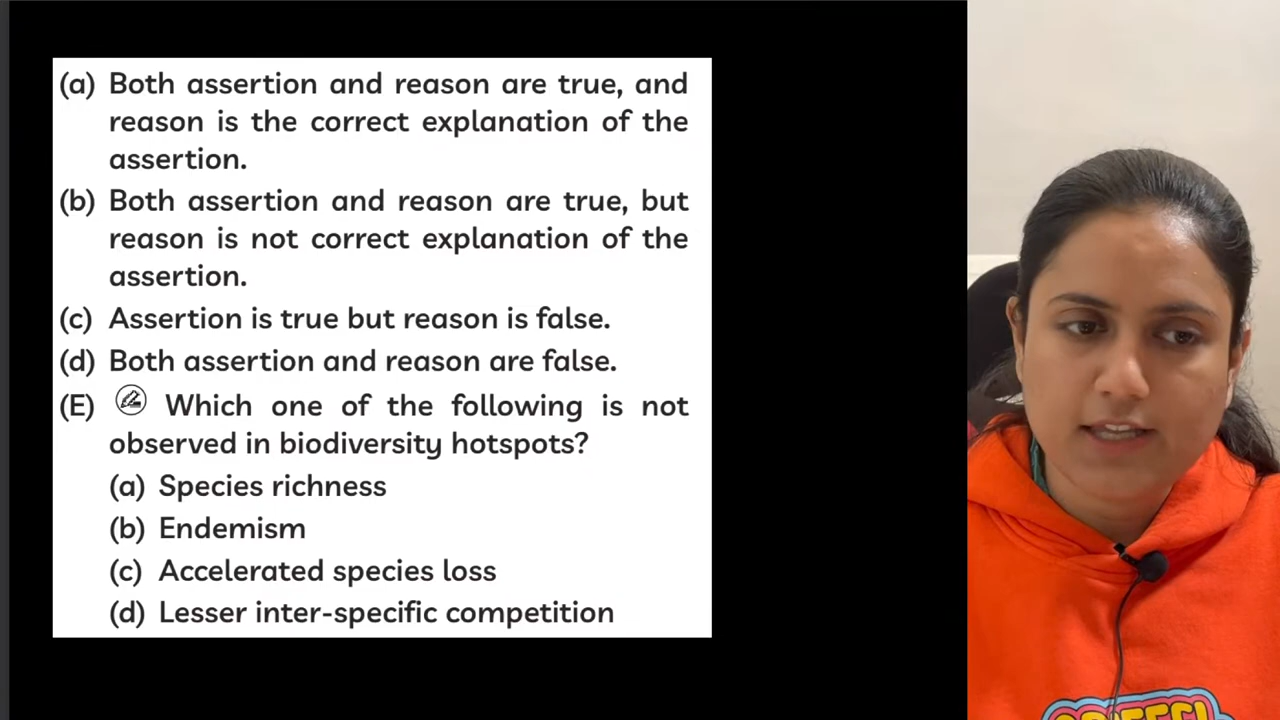 (a) Both assertion and reason are true, and
reason is the correct explanation of the
assertion.
(b) Both assertion and reason are true, but
reason is not correct explanation of the
assertion.
(c) Assertion is true but reason is false.
(d) Both assertion and reason are false.
(E) Which one of the following is not
observed in biodiversity hotspots?
(a) Species richness
(b) Endemism
(c) Accelerated species loss
(d) Lesser inter-specific competition